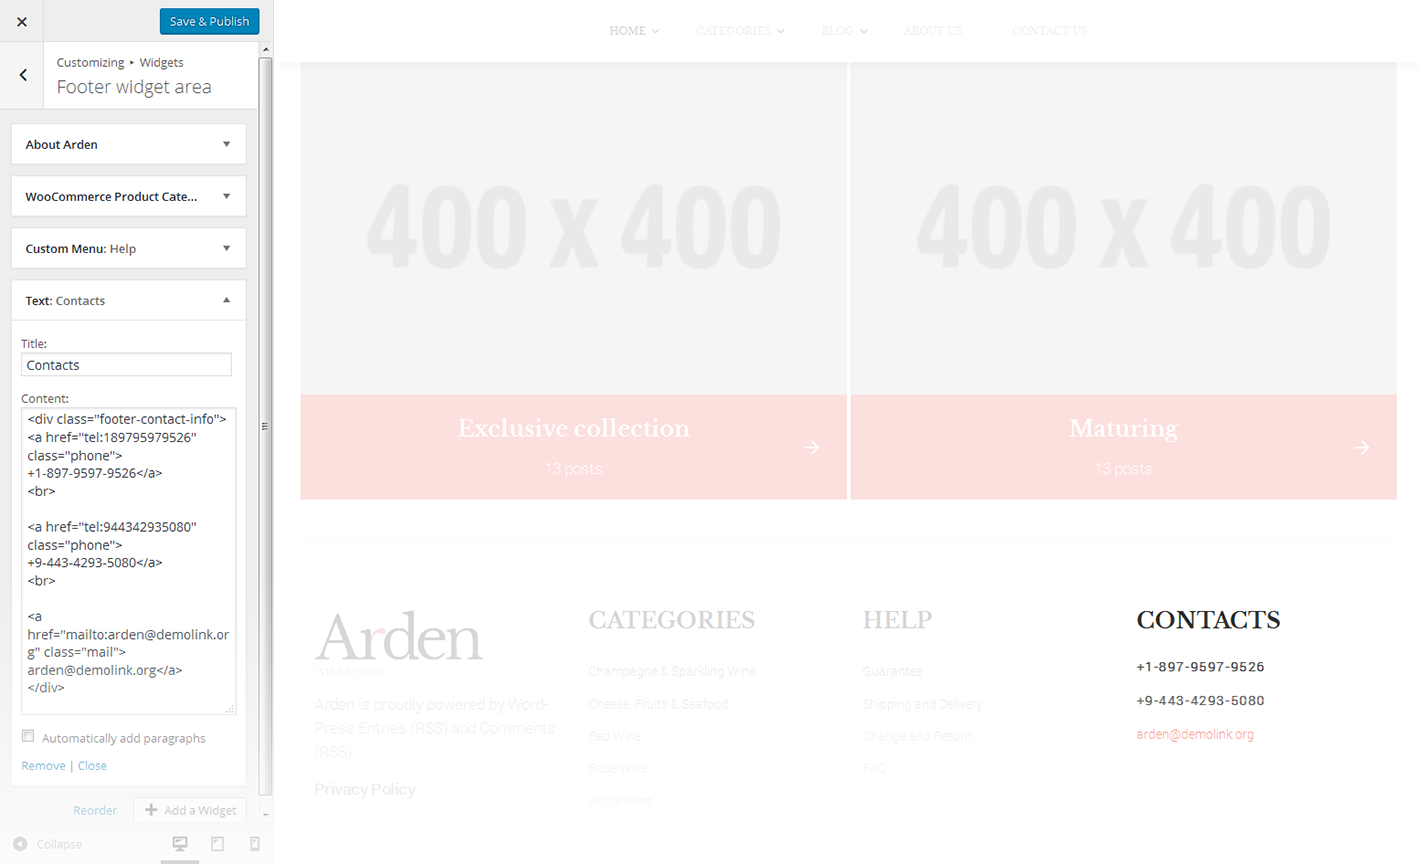 Save & Publish
Customizing ▸ Widgets
Footer widget area
About Arden
WooCommerce Product Cate...
Custom Menu: Help
Text: Contacts
Title:
Contacts
Content:
<div class="footer-contact-info">
<a href="tel:189795979526"
class="phone">
+1-897-9597-9526</a>
<br>
<a href="tel:944342935080"
class="phone">
+9-443-4293-5080</a>
<br>
<a
href="mailto:arden@demolink.or
g" class="mail">
arden@demolink.org</a>
</div>
Automatically add paragraphs
Remove | Close
Reorder
Add a Widget
Collapse
HOME
CATEGORIES
BLOG
ABOUT US
CONTACT US
400 x 400
400 x 400
Exclusive collection
13 posts
Maturing
13 posts
Arden
WINE & FOOD
Arden is proudly powered by Word-
Press Entries (RSS) and Comments
(RSS)
Privacy Policy
CATEGORIES
Champagne & Sparkling Wine
Cheese, Fruits & Seafood
Red Wine
Rose Wine
White Wine
HELP
Guarantee
Shipping and Delivery
Change and Return
FAQ
CONTACTS
+1-897-9597-9526
+9-443-4293-5080
arden@demolink.org